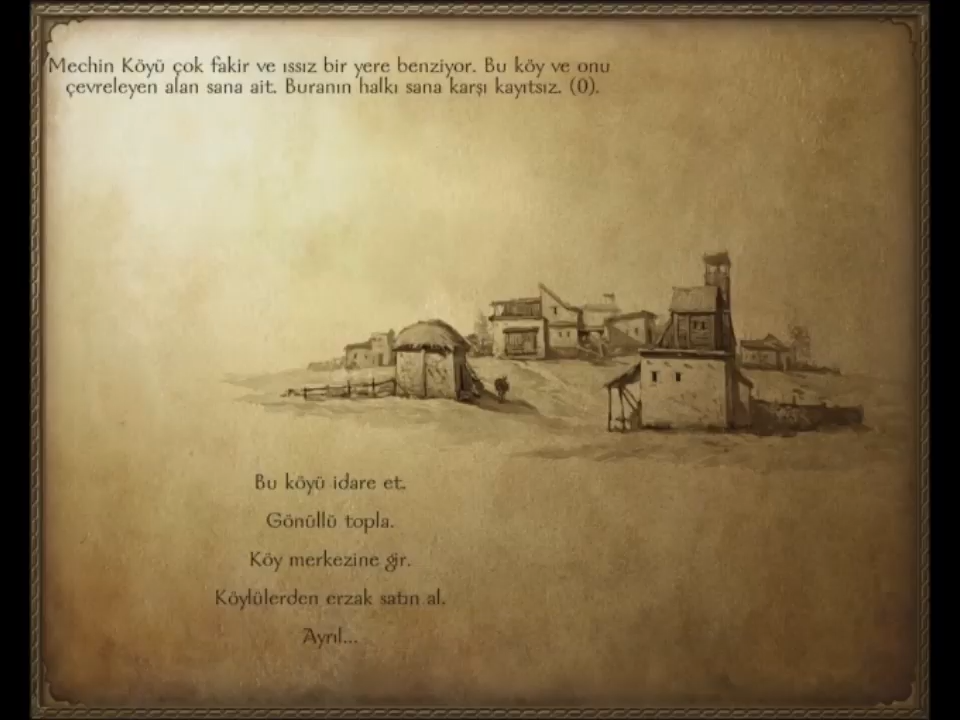 Mechin Köyü çok fakir ve ıssız bir yere benziyor. Bu köy ve onu
çevreleyen alan sana ait. Buranın halkı sana karşı kayıtsız. (0).
Bu köyü idare et.
Gönüllü topla.
Köy merkezine gir.
Köylülerden erzak satın al.
Ayrıl...